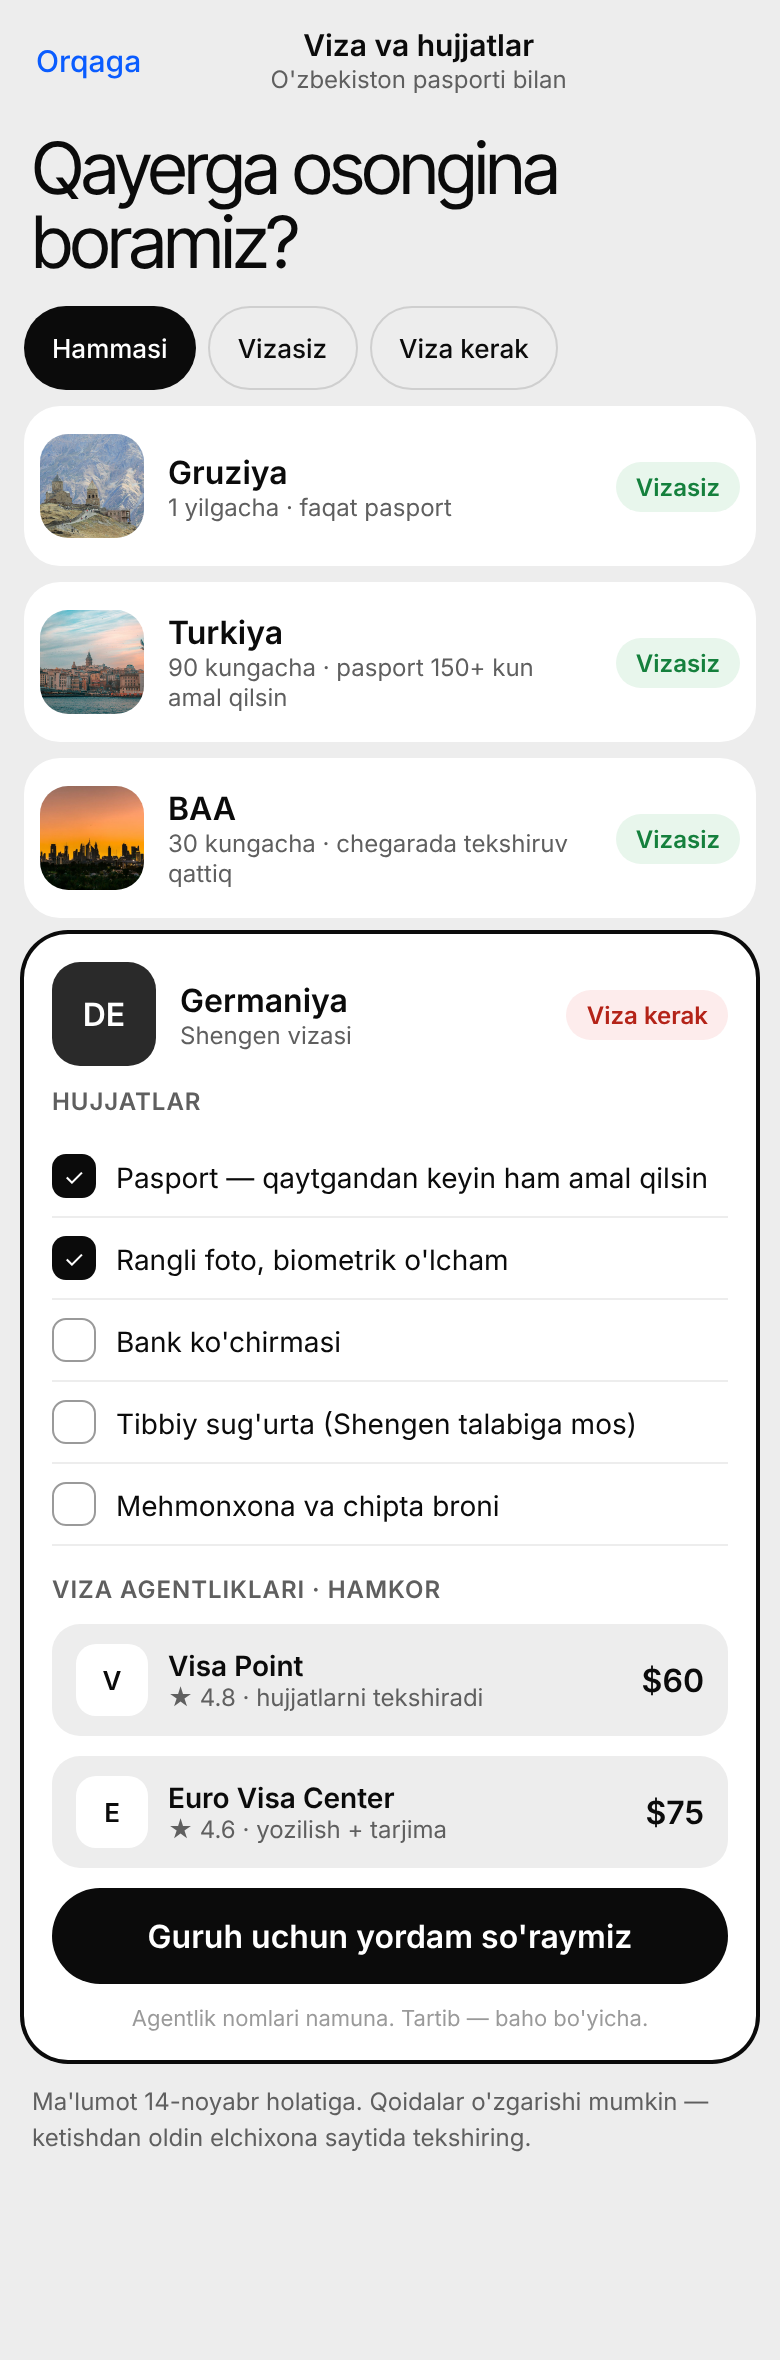 Orqaga
Viza va hujjatlar
O'zbekiston pasporti bilan
Qayerga osongina
boramiz?
Hammasi
Vizasiz
Viza kerak
Gruziya
1 yilgacha · faqat pasport
Vizasiz
Turkiya
90 kungacha · pasport 150+ kun
amal qilsin
Vizasiz
BAA
30 kungacha · chegarada tekshiruv
qattiq
Vizasiz
DE
Germaniya
Shengen vizasi
Viza kerak
HUJJATLAR
Pasport — qaytgandan keyin ham amal qilsin
Rangli foto, biometrik o'lcham
Bank ko'chirmasi
Tibbiy sug'urta (Shengen talabiga mos)
Mehmonxona va chipta broni
VIZA AGENTLIKLARI · HAMKOR
V
Visa Point
★ 4.8 · hujjatlarni tekshiradi
$60
E
Euro Visa Center
★ 4.6 · yozilish + tarjima
$75
Guruh uchun yordam so'raymiz
Agentlik nomlari namuna. Tartib — baho bo'yicha.
Ma'lumot 14-noyabr holatiga. Qoidalar o'zgarishi mumkin —
ketishdan oldin elchixona saytida tekshiring.